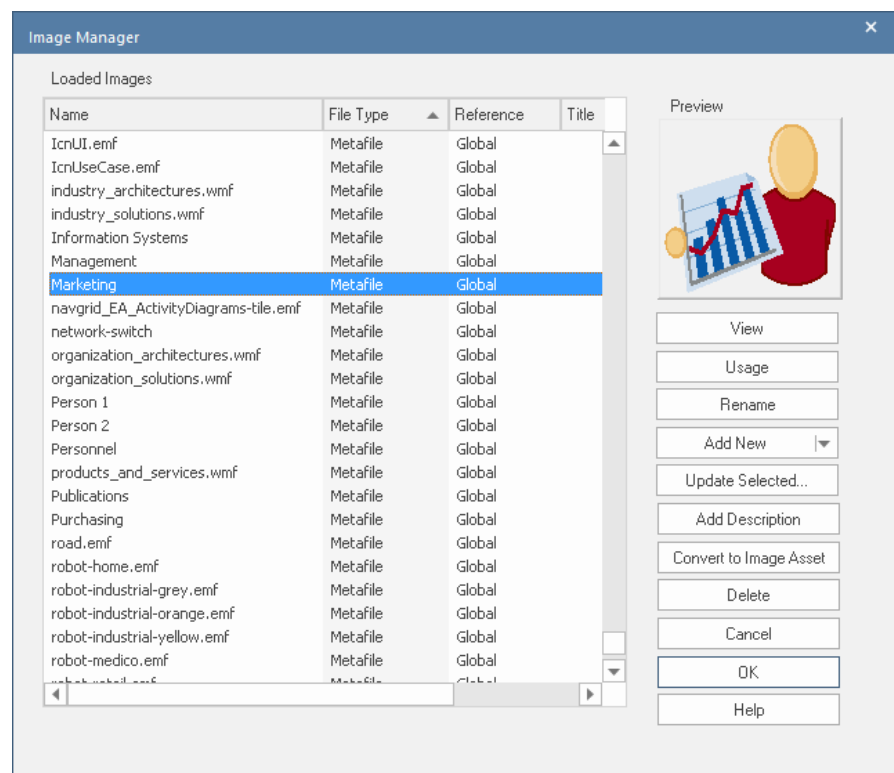 Image Manager
Loaded Images
Name File Type Reference Title
IcnUI.emf Metafile Global
IcnUseCase.emf Metafile Global
industry_architectures.wmf Metafile Global
industry_solutions.wmf Metafile Global
Information Systems Metafile Global
Management Metafile Global
Marketing Metafile Global
navgrid_EA_ActivityDiagrams-tile.emf Metafile Global
network-switch Metafile Global
organization_architectures.wmf Metafile Global
organization_solutions.wmf Metafile Global
Person 1 Metafile Global
Person 2 Metafile Global
Personnel Metafile Global
products_and_services.wmf Metafile Global
Publications Metafile Global
Purchasing Metafile Global
road.emf Metafile Global
robot-home.emf Metafile Global
robot-industrial-grey.emf Metafile Global
robot-industrial-orange.emf Metafile Global
robot-industrial-yellow.emf Metafile Global
robot-medico.emf Metafile Global
Preview
View
Usage
Rename
Add New
Update Selected...
Add Description
Convert to Image Asset
Delete
Cancel
OK
Help